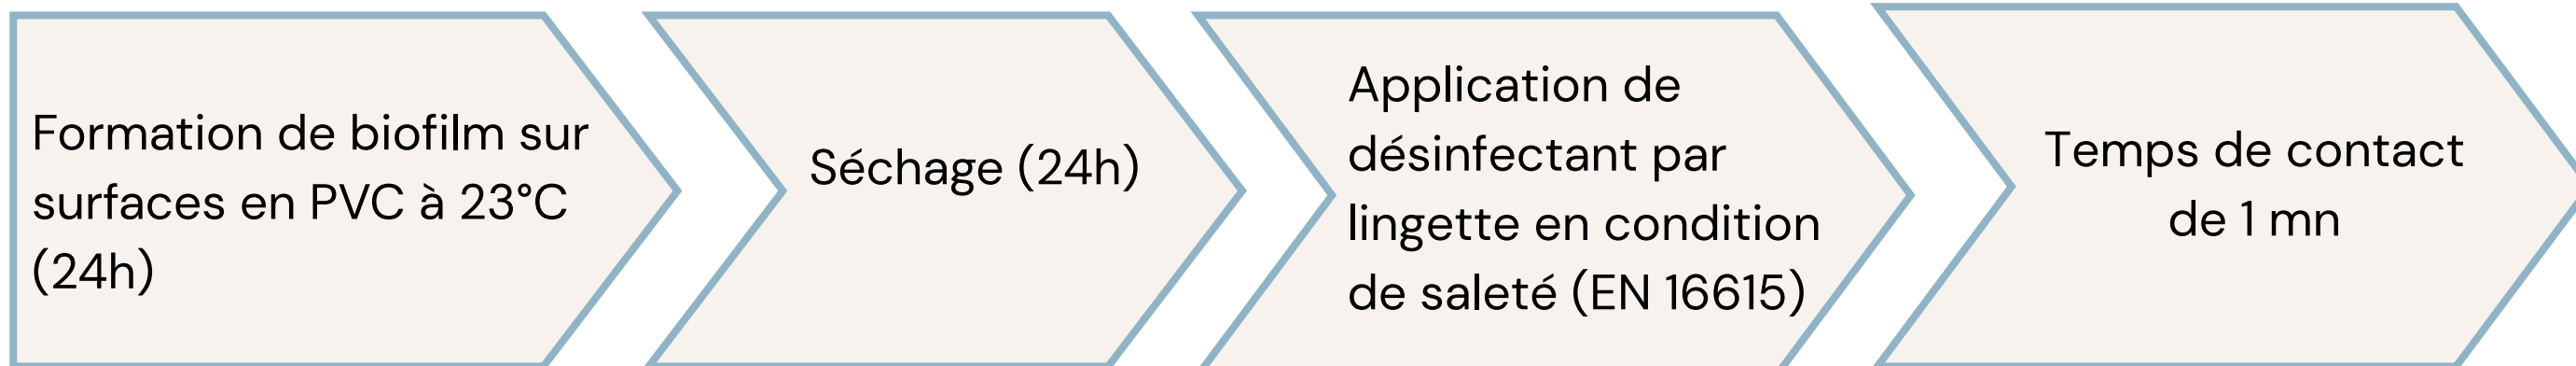 Formation de biofilm sur
surfaces en PVC à 23°C
(24h)
Séchage (24h)
Application de
désinfectant par
lingette en condition
de saleté (EN 16615)
Temps de contact
de 1 mn